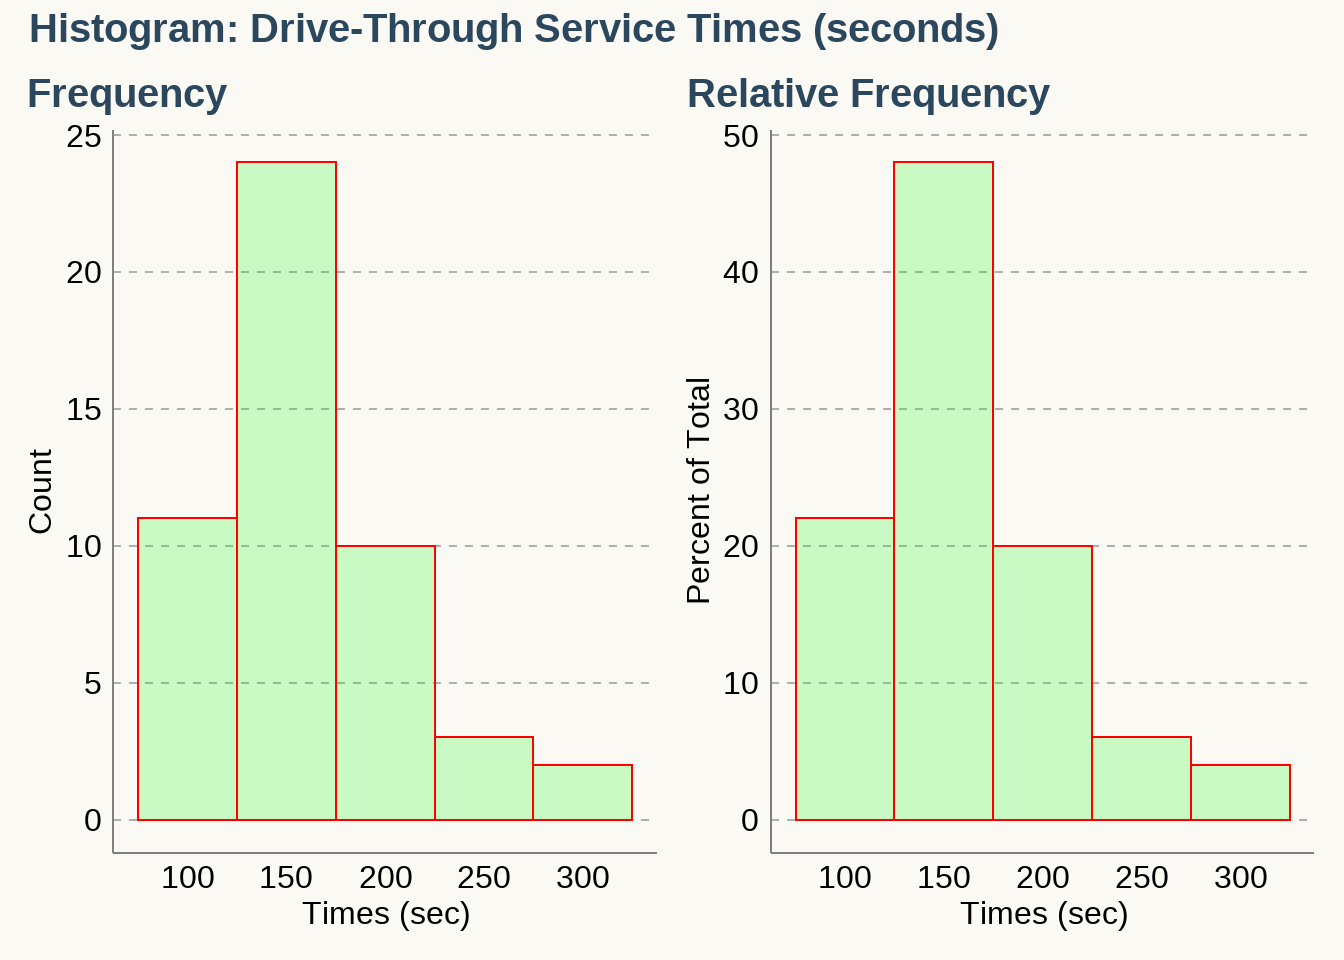 Histogram: Drive-Through Service Times (seconds)
Frequency
25
20
15
10
5
0
Count
100 150 200 250 300
Times (sec)
Relative Frequency
50
40
30
20
10
0
Percent of Total
100 150 200 250 300
Times (sec)